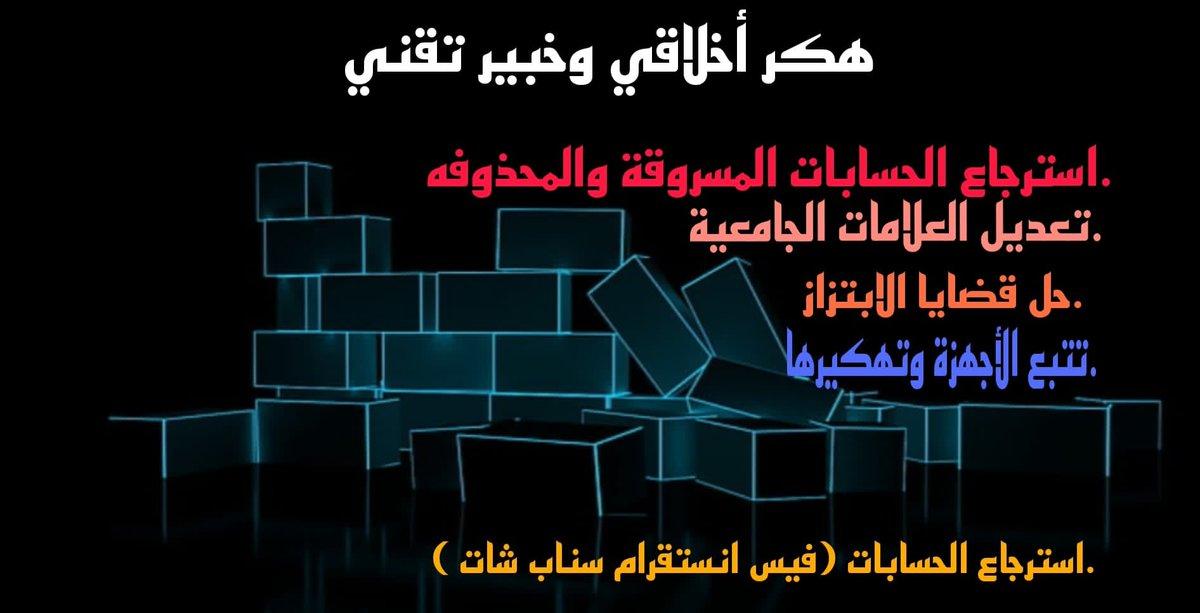 هكر أخلاقي وخبير تقني
.استرجاع الحسابات المسروقة والمحذوفه
.تعديل العلامات الجامعية
.حل قضايا الابتزاز
.تتبع الأجهزة وتهكيرها
.استرجاع الحسابات (فيس انستقرام سناب شات )